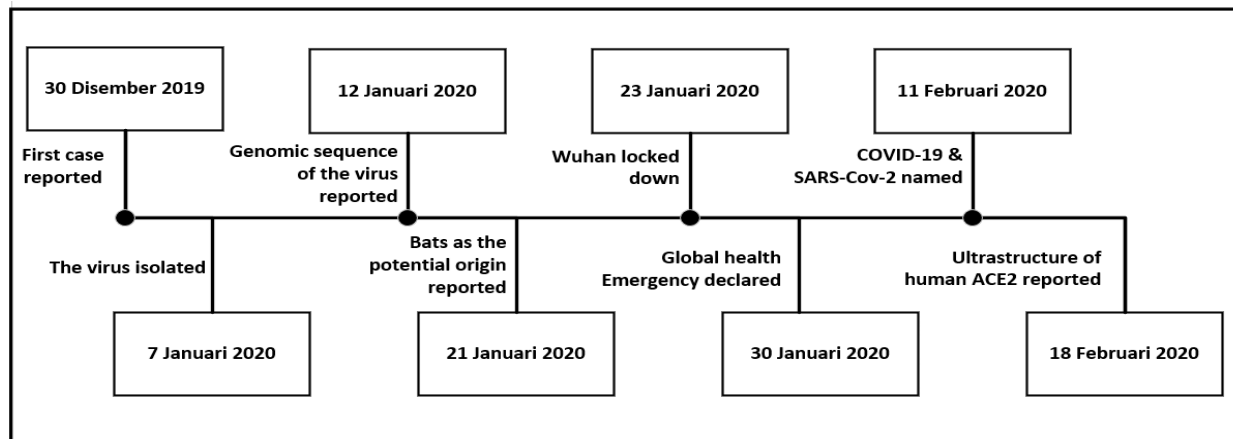 30 Disember 2019
12 Januari 2020
23 Januari 2020
11 Februari 2020
First case
reported
Genomic sequence
of the virus
reported
Wuhan locked
down
COVID-19 &
SARS-Cov-2 named
The virus isolated
Bats as the
potential origin
reported
Global health
Emergency declared
Ultrastructure of
human ACE2 reported
7 Januari 2020
21 Januari 2020
30 Januari 2020
18 Februari 2020